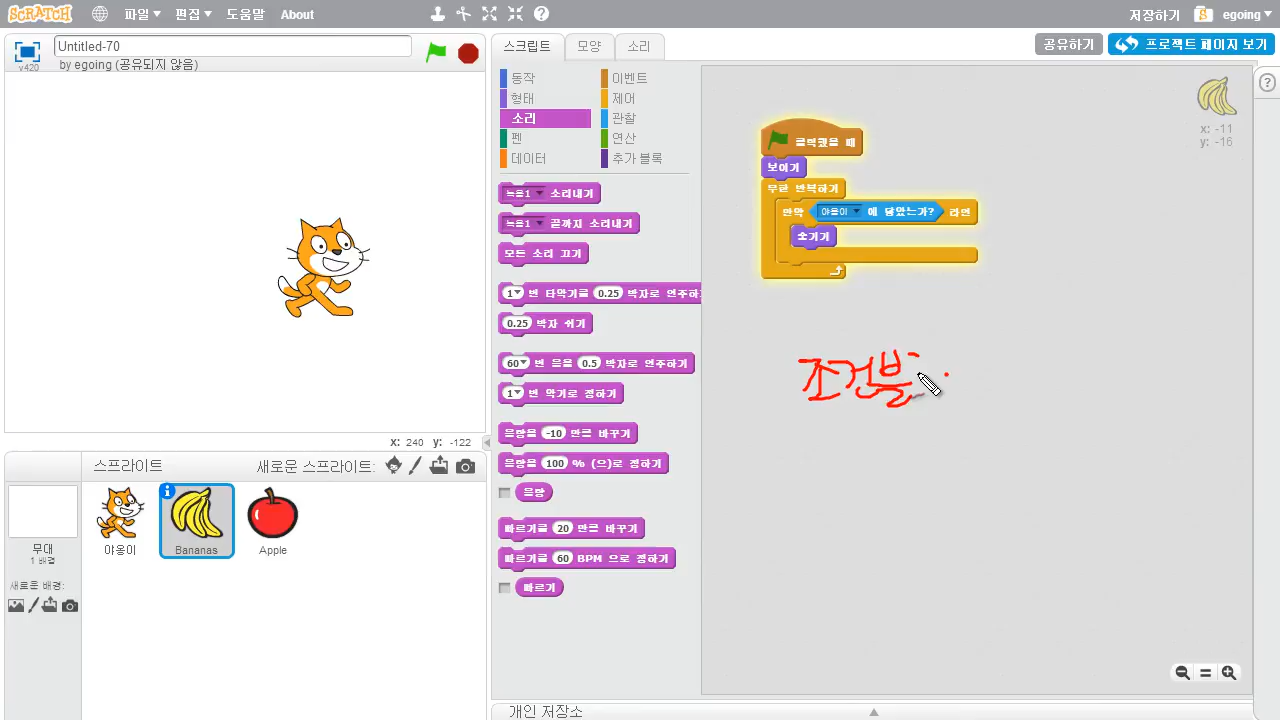 SCRATCH 파일▼ 편집▼ 도움말 About 저장하기 egoing▼
v420 Untitled-70
by egoing (공유되지 않음)
스크립트 모양 소리 공유하기 프로젝트 페이지 보기
동작 이벤트
형태 제어
소리 관찰
펜 연산
데이터 추가 블록
녹음1▼ 소리내기
녹음1▼ 끝까지 소리내기
모든 소리 끄기
1▼ 번 타악기를 0.25 박자로 연주하기
0.25 박자 쉬기
60▼ 번 음을 0.5 박자로 연주하기
1▼ 번 악기로 정하기
음량을 -10 만큼 바꾸기
음량을 100 % (으)로 정하기
음량
빠르기를 20 만큼 바꾸기
빠르기를 60 BPM 으로 정하기
빠르기
클릭했을 때
보이기
무한 반복하기
만약 야옹이▼ 에 닿았는가? 라면
숨기기
x: -11
y: -16
조건블
x: 240 y: -122
스프라이트 새로운 스프라이트:
무대
1 배경
새로운 배경:
야옹이 Bananas Apple
개인 저장소